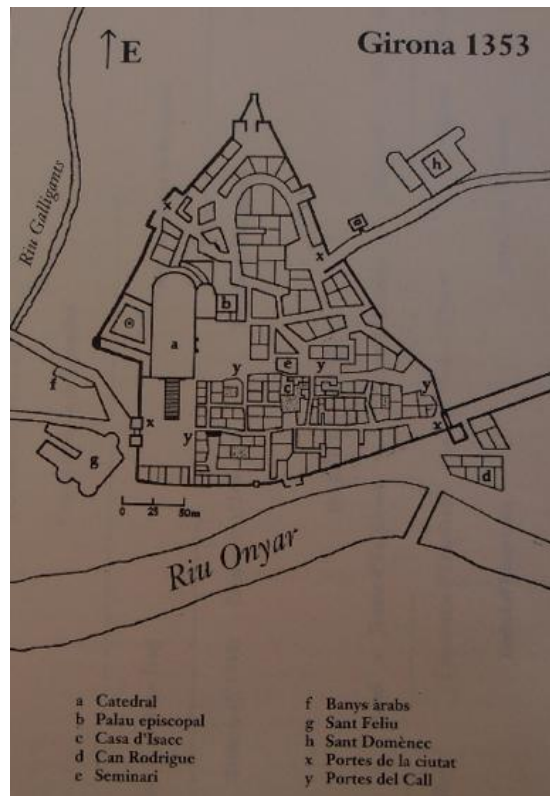 E
Girona 1353
Riu Galligants
h
x
x
b
a
e
y
y
c
y
f
x
y
x
g
d
0 25 50m
Riu Onyar
a Catedral
b Palau episcopal
c Casa d'Isaec
d Can Rodrigue
e Seminari
f Banys àrabs
g Sant Feliu
h Sant Domènec
x Portes de la ciutat
y Portes del Call